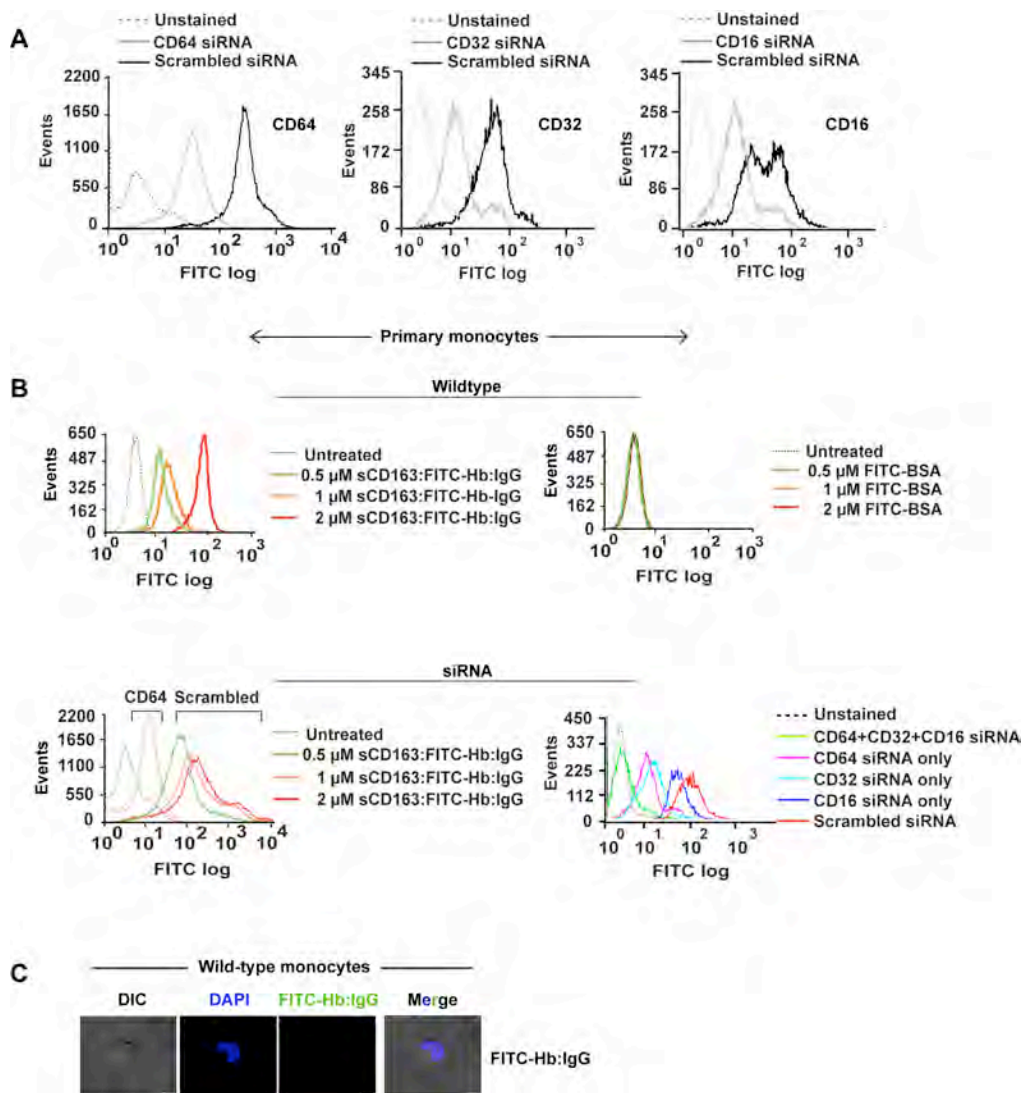 A
Unstained
CD64 siRNA
Scrambled siRNA
2200
1650
1100
550
0
Events
CD64
10^0 10^1 10^2 10^3 10^4
FITC log
Unstained
CD32 siRNA
Scrambled siRNA
345
258
172
86
0
Events
CD32
10^0 10^1 10^2 10^3
FITC log
Unstained
CD16 siRNA
Scrambled siRNA
345
258
172
86
0
Events
CD16
10^0 10^1 10^2 10^3
FITC log
Primary monocytes
B
Wildtype
650
487
325
162
0
Events
10^1 10^2 10^3
FITC log
Untreated
0.5 µM sCD163:FITC-Hb:IgG
1 µM sCD163:FITC-Hb:IgG
2 µM sCD163:FITC-Hb:IgG
650
487
325
162
0
Events
10^0 10^1 10^2 10^3
FITC log
Untreated
0.5 µM FITC-BSA
1 µM FITC-BSA
2 µM FITC-BSA
siRNA
CD64 Scrambled
2200
1650
1100
550
0
Events
10^0 10^1 10^2 10^3 10^4
FITC log
Untreated
0.5 µM sCD163:FITC-Hb:IgG
1 µM sCD163:FITC-Hb:IgG
2 µM sCD163:FITC-Hb:IgG
450
337
225
112
0
Events
10^0 10^1 10^2 10^3
FITC log
Unstained
CD64+CD32+CD16 siRNA
CD64 siRNA only
CD32 siRNA only
CD16 siRNA only
Scrambled siRNA
C
Wild-type monocytes
DIC DAPI FITC-Hb:IgG Merge
FITC-Hb:IgG